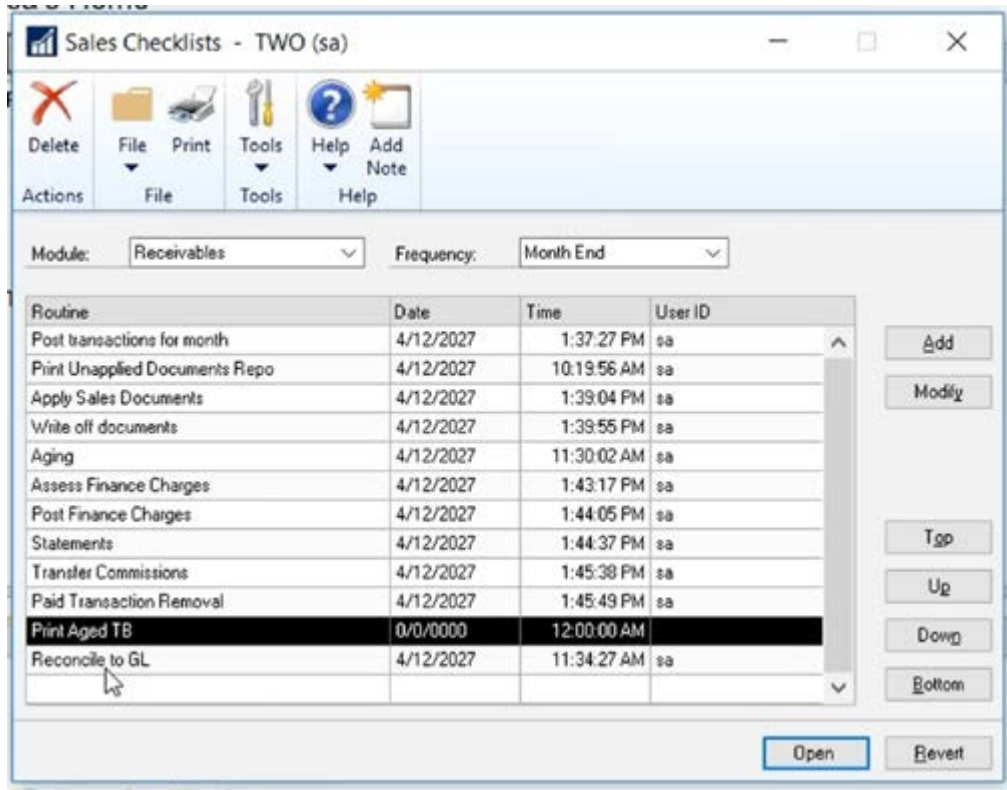 Sales Checklists - TWO (sa)
Delete
File
Print
Tools
Help
Add Note
Actions
File
Tools
Help
Module: Receivables Frequency: Month End
Routine Date Time User ID
Post transactions for month 4/12/2027 1:37:27 PM sa
Print Unapplied Documents Repo 4/12/2027 10:19:56 AM sa
Apply Sales Documents 4/12/2027 1:39:04 PM sa
Write off documents 4/12/2027 1:39:55 PM sa
Aging 4/12/2027 11:30:02 AM sa
Assess Finance Charges 4/12/2027 1:43:17 PM sa
Post Finance Charges 4/12/2027 1:44:05 PM sa
Statements 4/12/2027 1:44:37 PM sa
Transfer Commissions 4/12/2027 1:45:38 PM sa
Paid Transaction Removal 4/12/2027 1:45:49 PM sa
Print Aged TB 0/0/0000 12:00:00 AM
Reconcile to GL 4/12/2027 11:34:27 AM sa
Add
Modify
Top
Up
Down
Bottom
Open
Revert